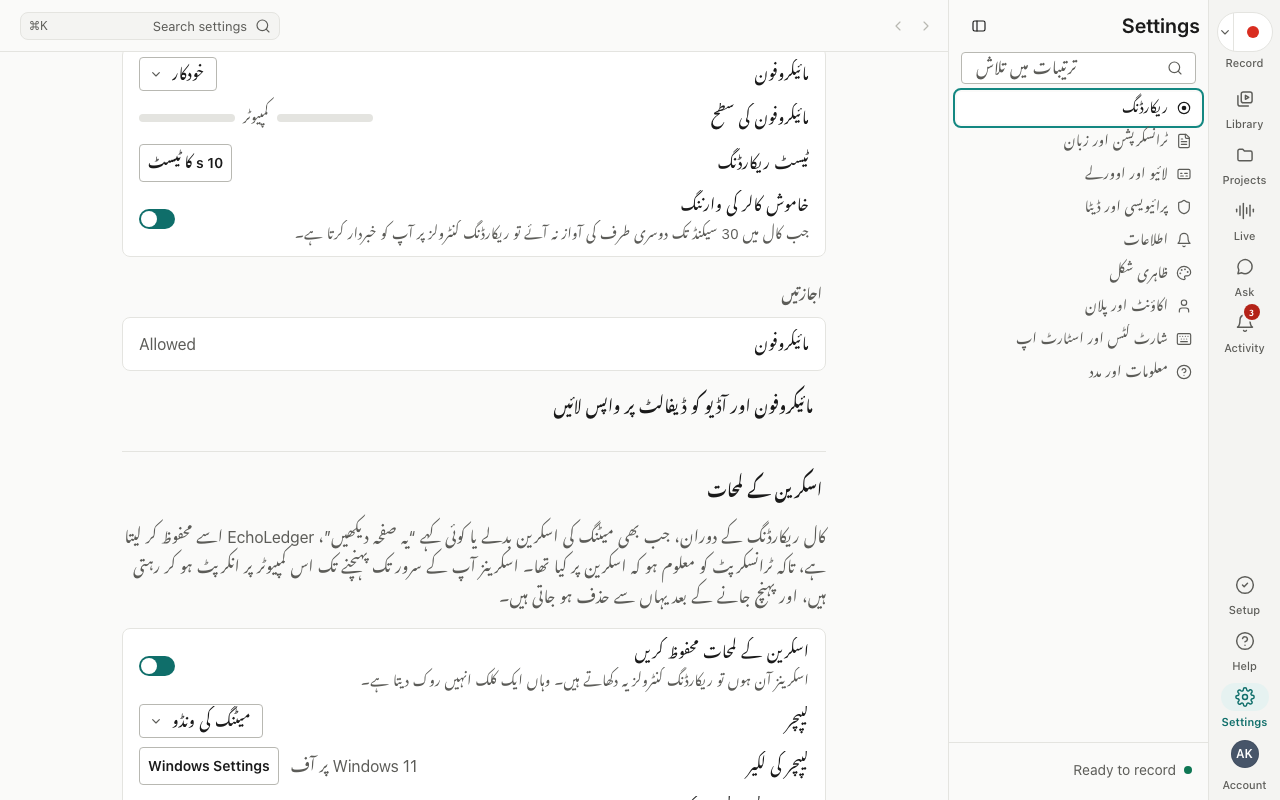 Record
Library
Projects
Live
Ask
3
Activity
Setup
Help
Settings
AK
Account
Settings
ترتیبات میں تلاش
ریکارڈنگ
ٹرانسکرپشن اور زبان
لائیو اور اوورلے
پرائیویسی اور ڈیٹا
اطلاعات
ظاہری شکل
اکاؤنٹ اور پلان
شارٹ کٹس اور اسٹارٹ اپ
معلومات اور مدد
Ready to record
Search settings
⌘K
مائیکروفون
خودکار
مائیکروفون کی سطح
کمپیوٹر
ٹیسٹ ریکارڈنگ
10 s کا ٹیسٹ
خاموش کالر کی وارننگ
جب کال میں 30 سیکنڈ تک دوسری طرف کی آواز نہ آئے تو ریکارڈنگ کنٹرولز پر آپ کو خبردار کرتا ہے۔
اجازتیں
مائیکروفون
Allowed
مائیکروفون اور آڈیو کو ڈیفالٹ پر واپس لائیں
اسکرین کے لمحات
کال ریکارڈنگ کے دوران، جب بھی میٹنگ کی اسکرین بدلے یا کوئی کہے “یہ صفحہ دیکھیں”، EchoLedger اسے محفوظ کر لیتا
ہے، تاکہ ٹرانسکرپٹ کو معلوم ہو کہ اسکرین پر کیا تھا۔ اسکرینز آپ کے سرور تک پہنچنے تک اس کمپیوٹر پر انکرپٹ ہو کر رہتی
ہیں، اور پہنچ جانے کے بعد یہاں سے حذف ہو جاتی ہیں۔
اسکرین کے لمحات محفوظ کریں
اسکرینز آن ہوں تو ریکارڈنگ کنٹرولز یہ دکھاتے ہیں۔ وہاں ایک کلک انہیں روک دیتا ہے۔
کیپچر
میٹنگ کی ونڈو
کیپچر کی لکیر
Windows 11 پر آف
Windows Settings